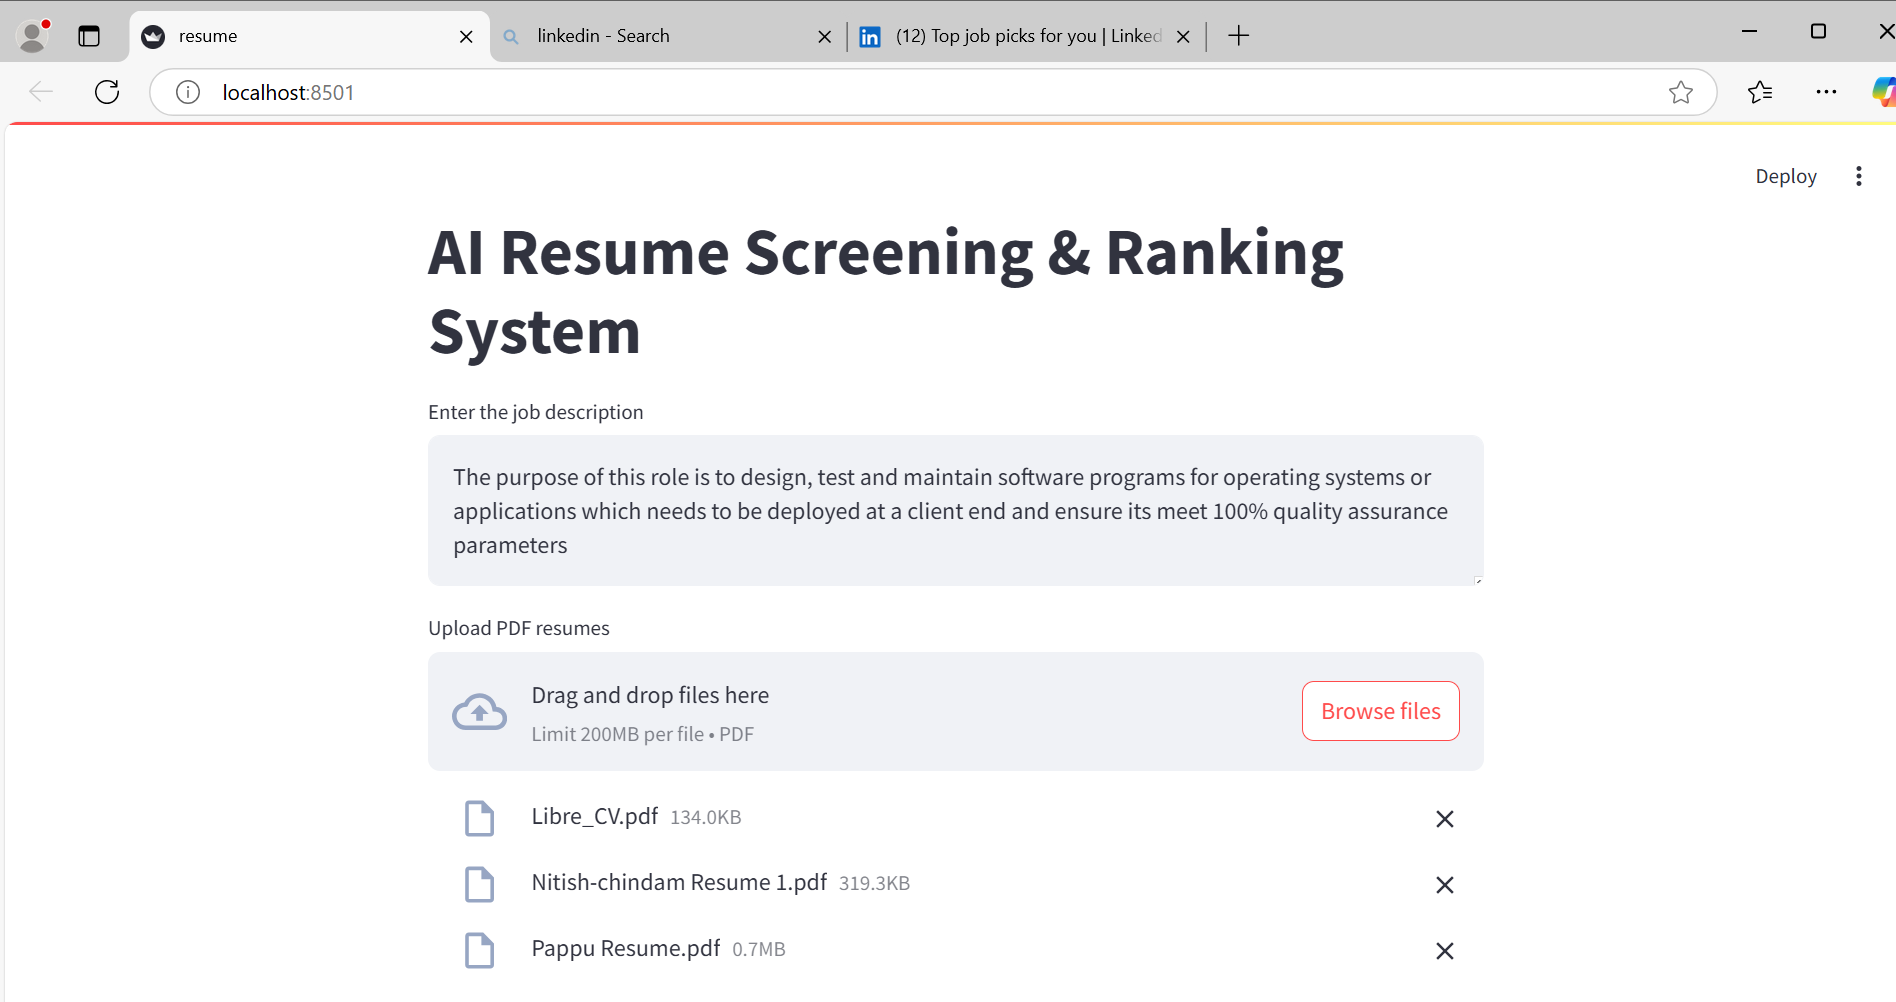 resume
linkedin - Search
in
(12) Top job picks for you | Linked
localhost:8501
Deploy
AI Resume Screening & Ranking
System
Enter the job description
The purpose of this role is to design, test and maintain software programs for operating systems or
applications which needs to be deployed at a client end and ensure its meet 100% quality assurance
parameters
Upload PDF resumes
Drag and drop files here
Limit 200MB per file • PDF
Browse files
Libre_CV.pdf 134.0KB
Nitish-chindam Resume 1.pdf 319.3KB
Pappu Resume.pdf 0.7MB